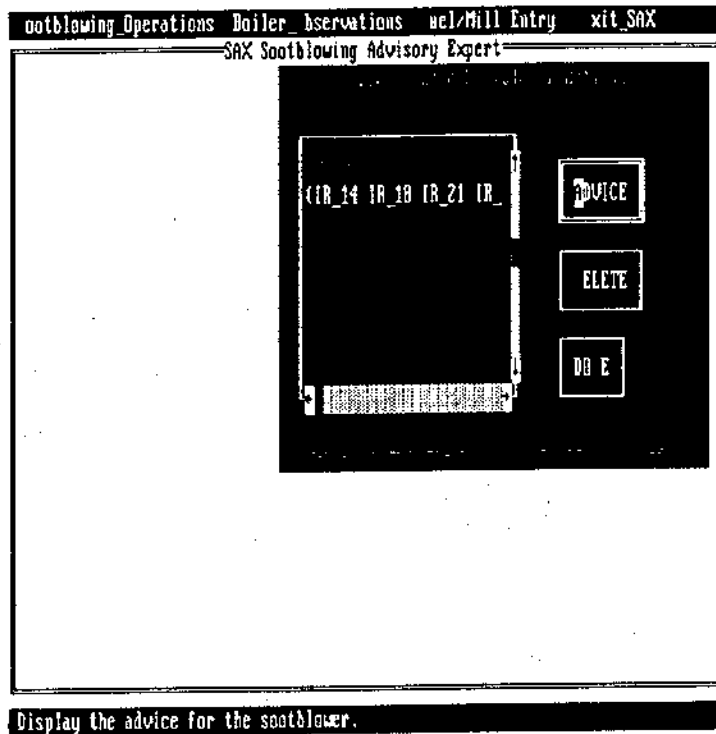 ootblowing_Operations Boiler_ bservations uel/Mill Entry xit_SAX
SAX Sootblowing Advisory Expert
(IR_14 IR_18 IR_21 IR_
ADVICE
ELETE
DO E
Display the advice for the sootblower.